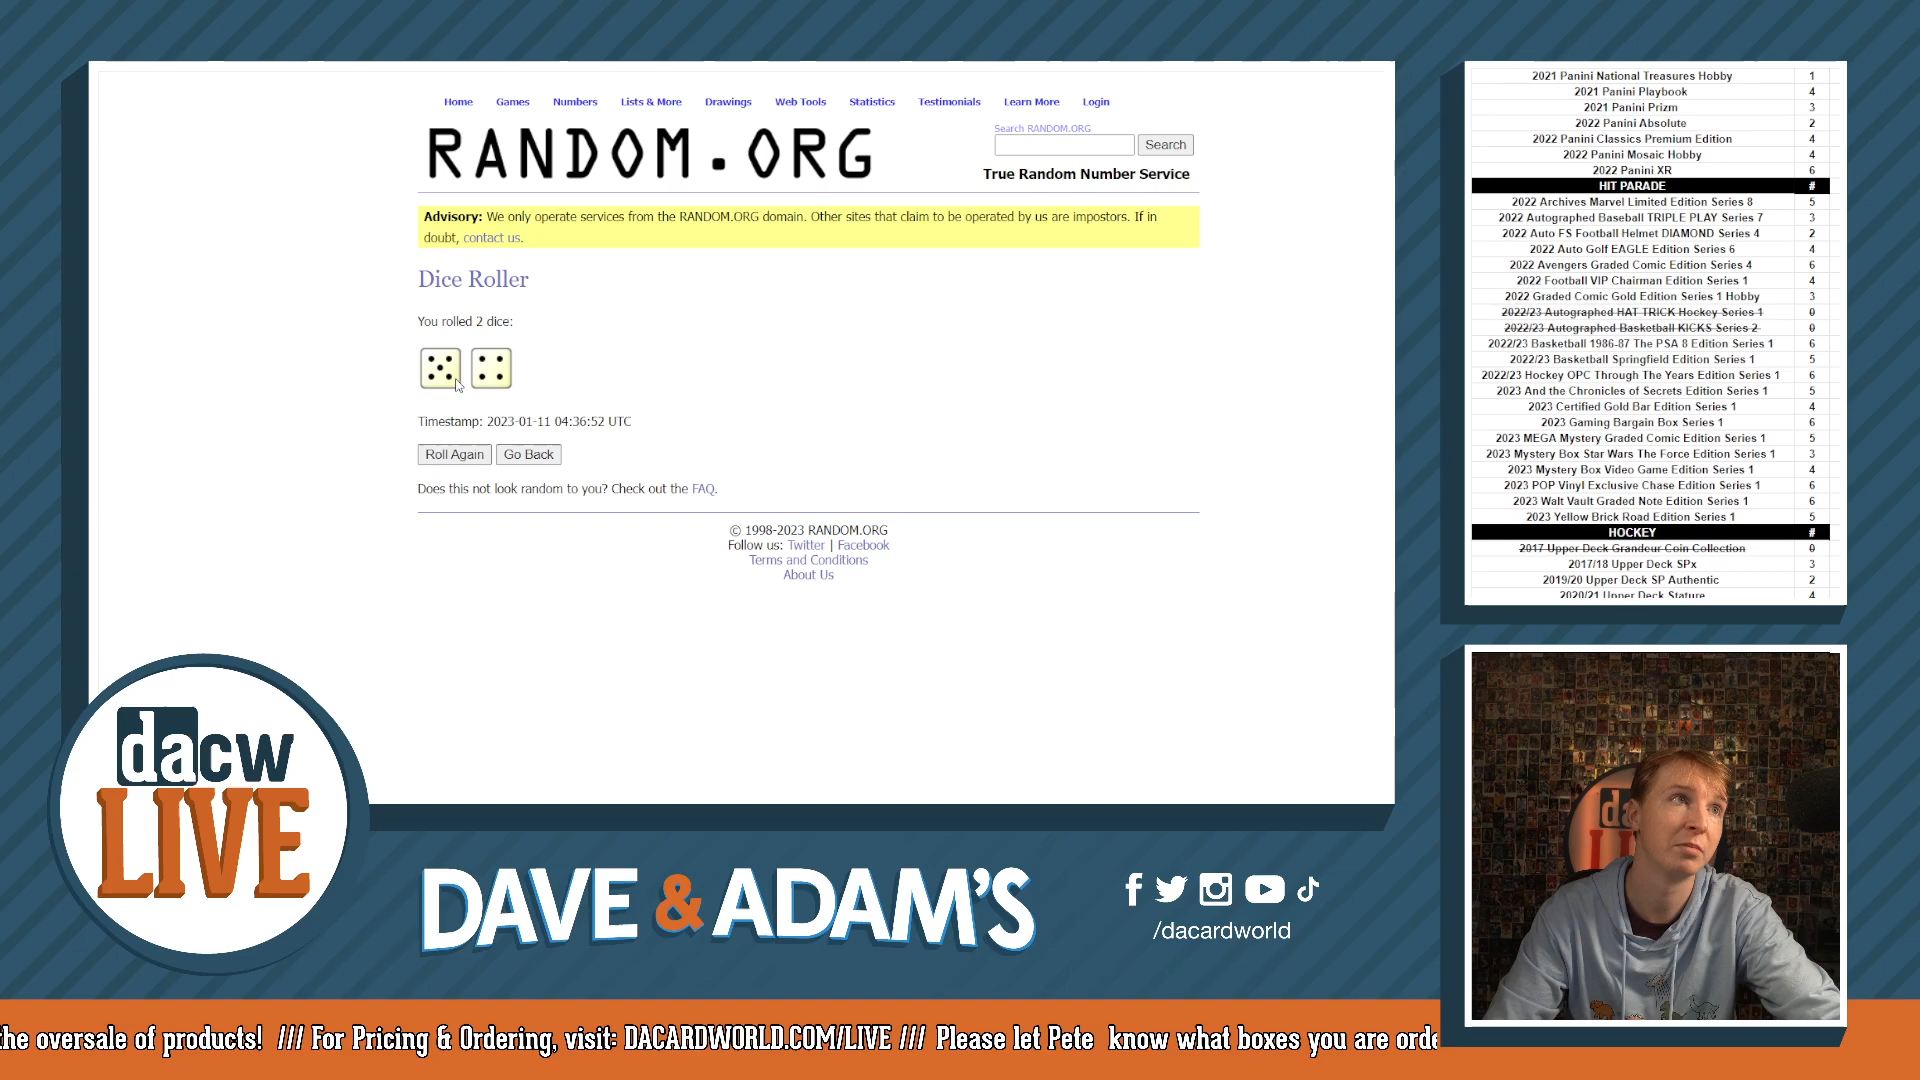 Home Games Numbers Lists & More Drawings Web Tools Statistics Testimonials Learn More Login
RANDOM.ORG
Search RANDOM.ORG
Search
True Random Number Service
Advisory: We only operate services from the RANDOM.ORG domain. Other sites that claim to be operated by us are impostors. If in
doubt, contact us.
Dice Roller
You rolled 2 dice:
Timestamp: 2023-01-11 04:36:52 UTC
Roll Again Go Back
Does this not look random to you? Check out the FAQ.
© 1998-2023 RANDOM.ORG
Follow us: Twitter | Facebook
Terms and Conditions
About Us
2021 Panini National Treasures Hobby 1
2021 Panini Playbook 4
2021 Panini Prizm 3
2022 Panini Absolute 2
2022 Panini Classics Premium Edition 4
2022 Panini Mosaic Hobby 4
2022 Panini XR 6
HIT PARADE #
2022 Archives Marvel Limited Edition Series 8 5
2022 Autographed Baseball TRIPLE PLAY Series 7 3
2022 Auto FS Football Helmet DIAMOND Series 4 2
2022 Auto Golf EAGLE Edition Series 6 4
2022 Avengers Graded Comic Edition Series 4 6
2022 Football VIP Chairman Edition Series 1 4
2022 Graded Comic Gold Edition Series 1 Hobby 3
2022/23 Autographed HAT TRICK Hockey Series 1 0
2022/23 Autographed Basketball KICKS Series 2 0
2022/23 Basketball 1986-87 The PSA 8 Edition Series 1 6
2022/23 Basketball Springfield Edition Series 1 5
2022/23 Hockey OPC Through The Years Edition Series 1 6
2023 And the Chronicles of Secrets Edition Series 1 5
2023 Certified Gold Bar Edition Series 1 4
2023 Gaming Bargain Box Series 1 6
2023 MEGA Mystery Graded Comic Edition Series 1 5
2023 Mystery Box Star Wars The Force Edition Series 1 3
2023 Mystery Box Video Game Edition Series 1 4
2023 POP Vinyl Exclusive Chase Edition Series 1 6
2023 Walt Vault Graded Note Edition Series 1 6
2023 Yellow Brick Road Edition Series 1 5
HOCKEY #
2017 Upper Deck Grandeur Coin Collection 0
2017/18 Upper Deck SPx 3
2019/20 Upper Deck SP Authentic 2
2020/21 Upper Deck Stature 4
dacw
LIVE
DAVE & ADAM'S
/dacardworld
da
LI
the oversale of products! /// For Pricing & Ordering, visit: DACARDWORLD.COM/LIVE /// Please let Pete know what boxes you are orde